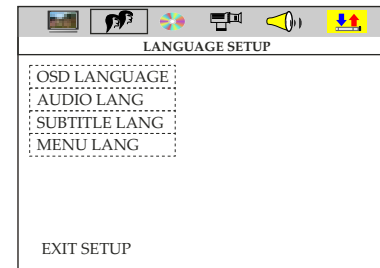 LANGUAGE SETUP
OSD LANGUAGE
AUDIO LANG
SUBTITLE LANG
MENU LANG
EXIT SETUP